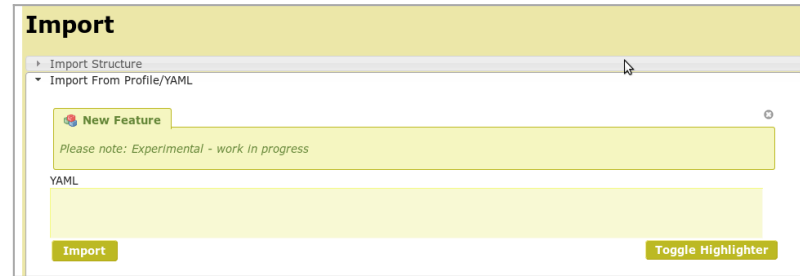 Import
Import Structure
Import From Profile/YAML
New Feature
Please note: Experimental - work in progress
YAML
Import Toggle Highlighter